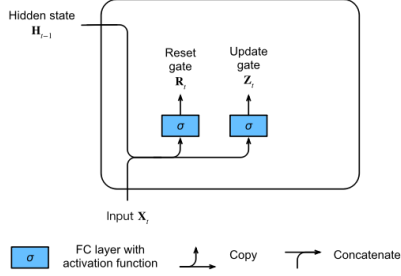 Hidden state
H_{t−1}
Reset
gate
R_t
Update
gate
Z_t
σ
σ
Input X_t
σ
FC layer with
activation function
Copy
Concatenate